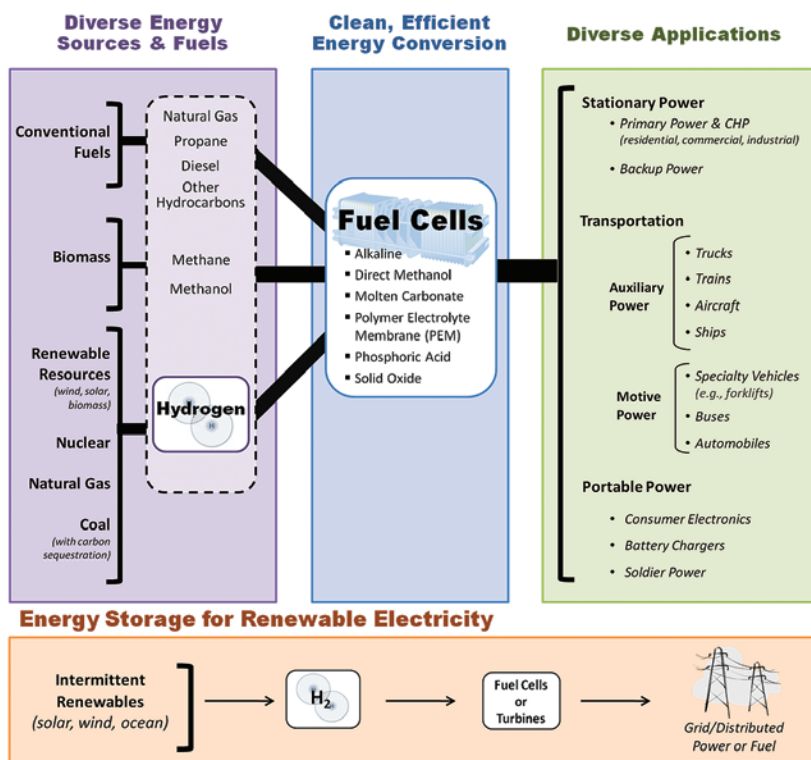 Diverse Energy
Sources & Fuels
Clean, Efficient
Energy Conversion
Diverse Applications
Conventional
Fuels
Natural Gas
Propane
Diesel
Other
Hydrocarbons
Biomass
Methane
Methanol
Renewable
Resources
(wind, solar,
biomass)
Nuclear
Natural Gas
Coal
(with carbon
sequestration)
Hydrogen
H
Fuel Cells
▪ Alkaline
▪ Direct Methanol
▪ Molten Carbonate
▪ Polymer Electrolyte
Membrane (PEM)
▪ Phosphoric Acid
▪ Solid Oxide
Stationary Power
• Primary Power & CHP
(residential, commercial, industrial)
• Backup Power
Transportation
Auxiliary
Power
• Trucks
• Trains
• Aircraft
• Ships
Motive
Power
• Specialty Vehicles
(e.g., forklifts)
• Buses
• Automobiles
Portable Power
• Consumer Electronics
• Battery Chargers
• Soldier Power
Energy Storage for Renewable Electricity
Intermittent
Renewables
(solar, wind, ocean)
H₂
Fuel Cells
or
Turbines
Grid/Distributed
Power or Fuel